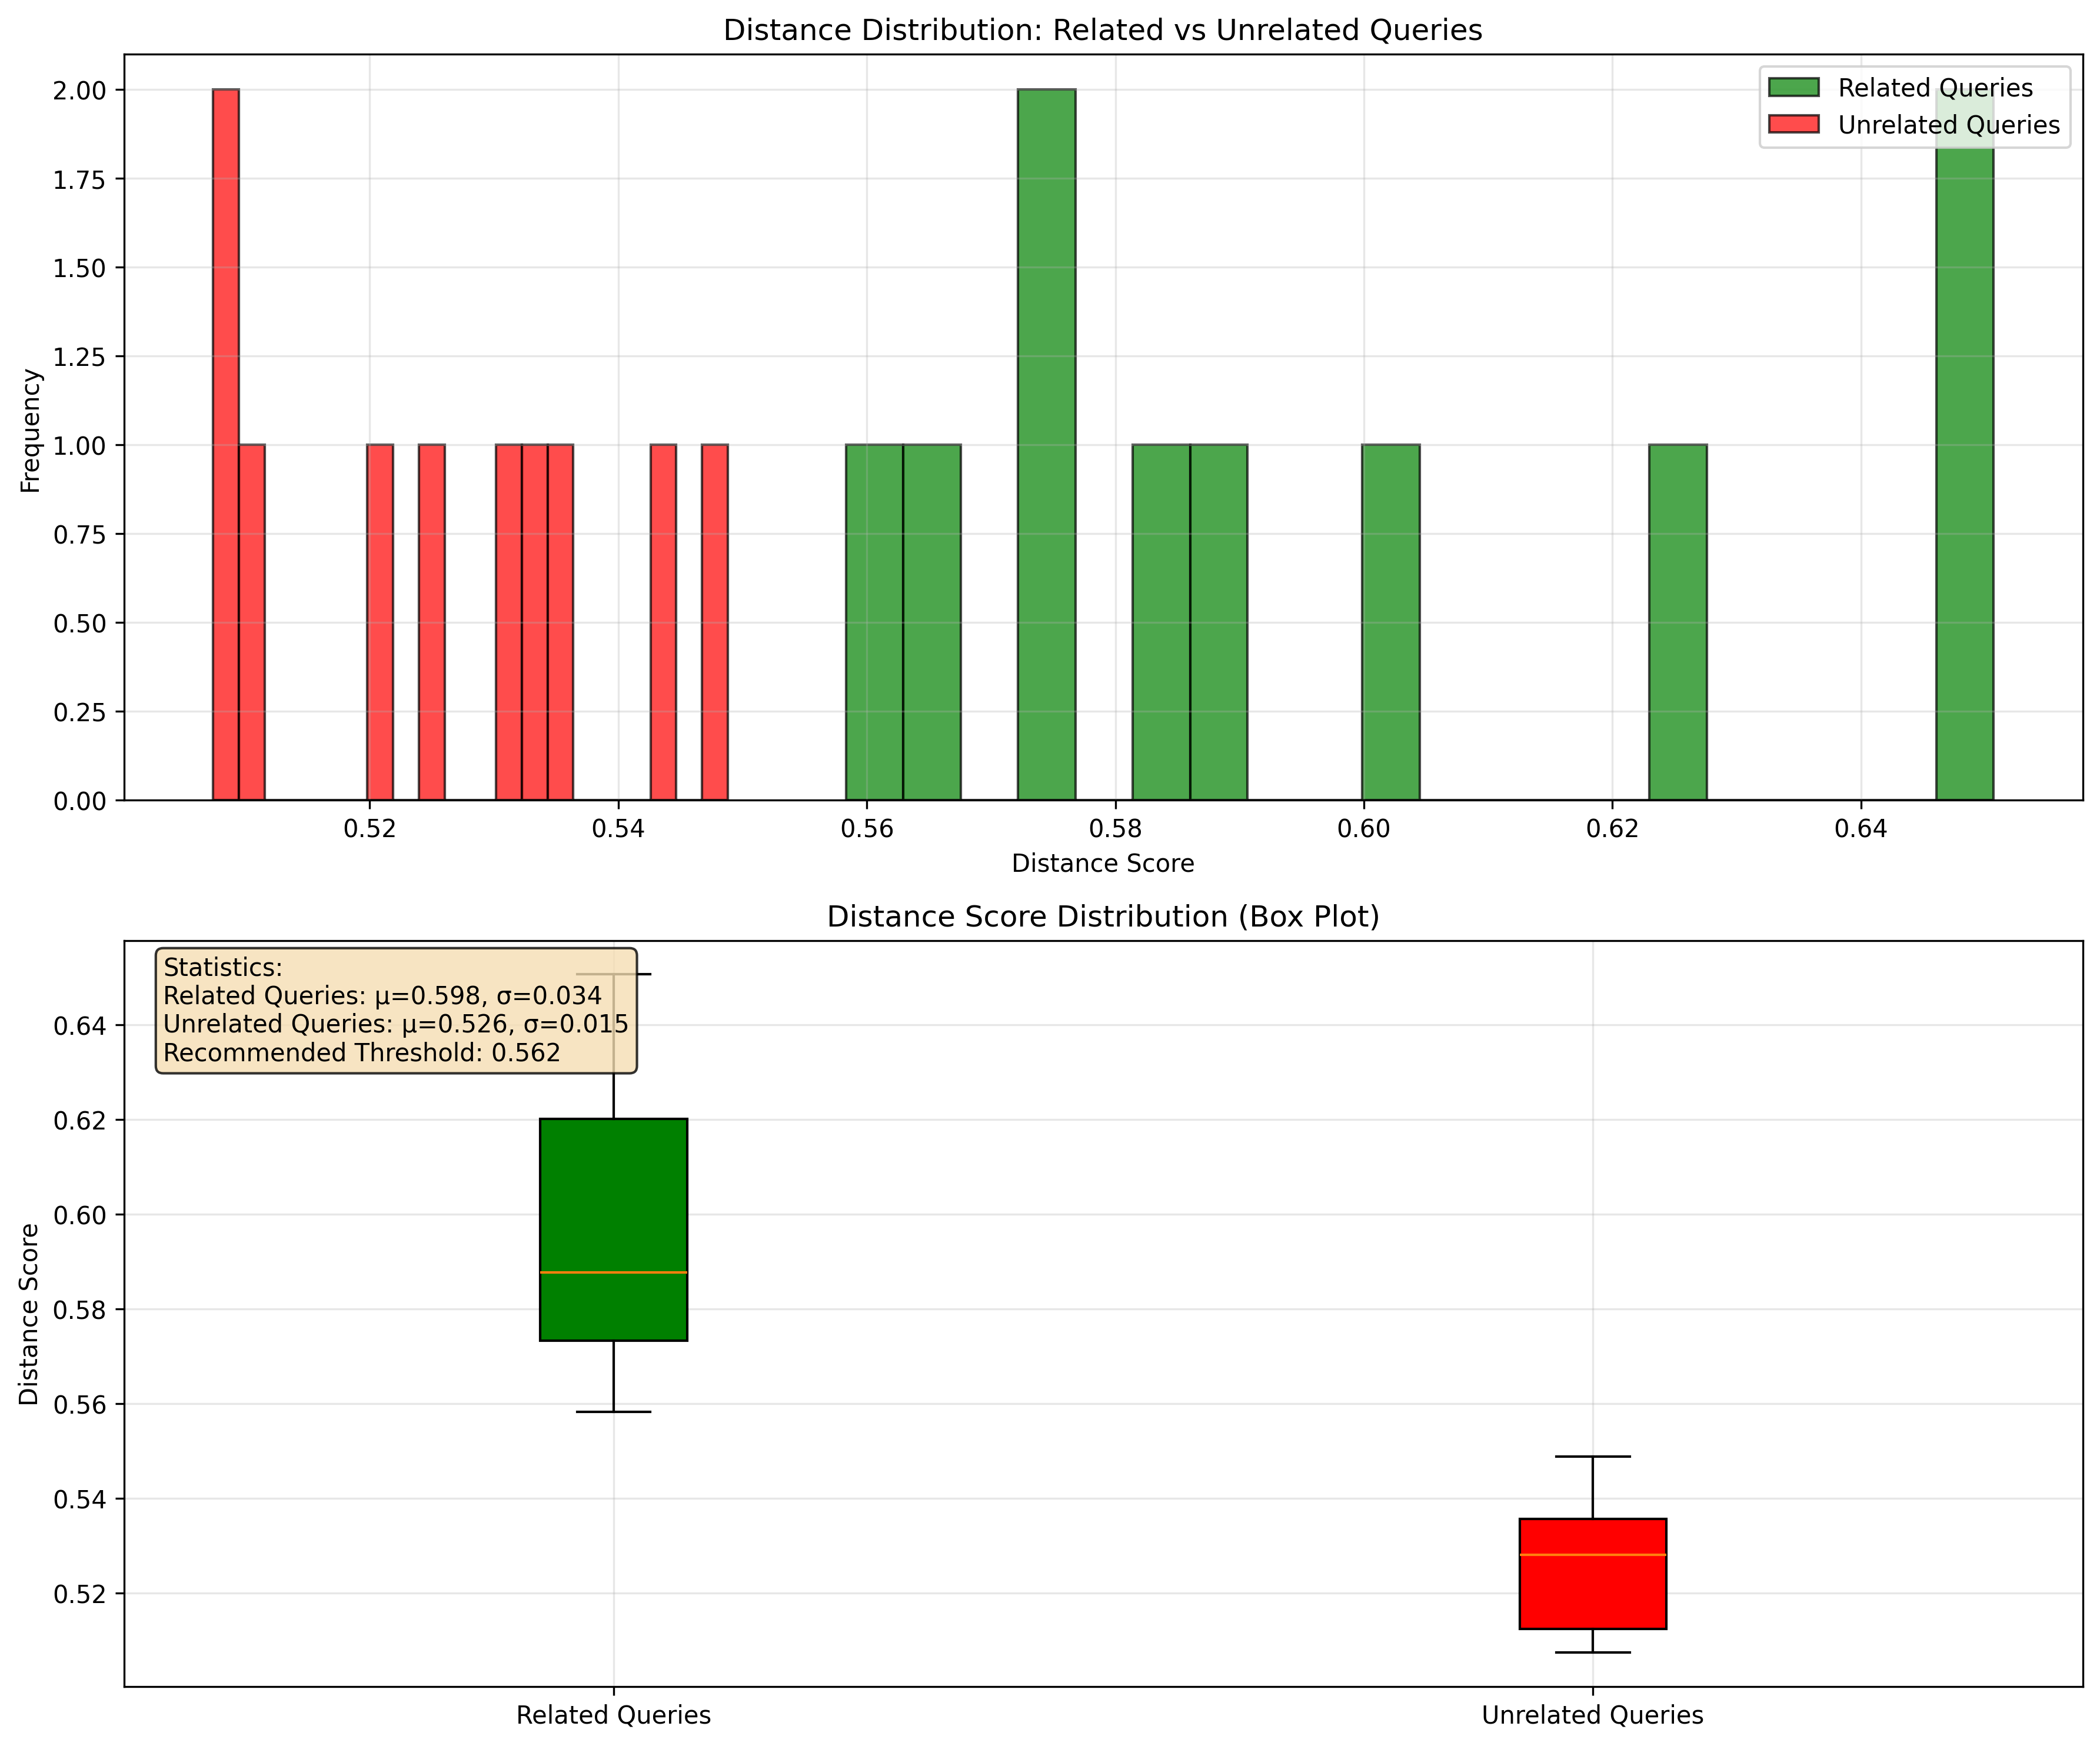 Distance Distribution: Related vs Unrelated Queries
Related Queries
Unrelated Queries
Frequency
2.00
1.75
1.50
1.25
1.00
0.75
0.50
0.25
0.00
0.52
0.54
0.56
0.58
0.60
0.62
0.64
Distance Score
Distance Score Distribution (Box Plot)
Statistics:
Related Queries: μ=0.598, σ=0.034
Unrelated Queries: μ=0.526, σ=0.015
Recommended Threshold: 0.562
Distance Score
0.64
0.62
0.60
0.58
0.56
0.54
0.52
Related Queries
Unrelated Queries